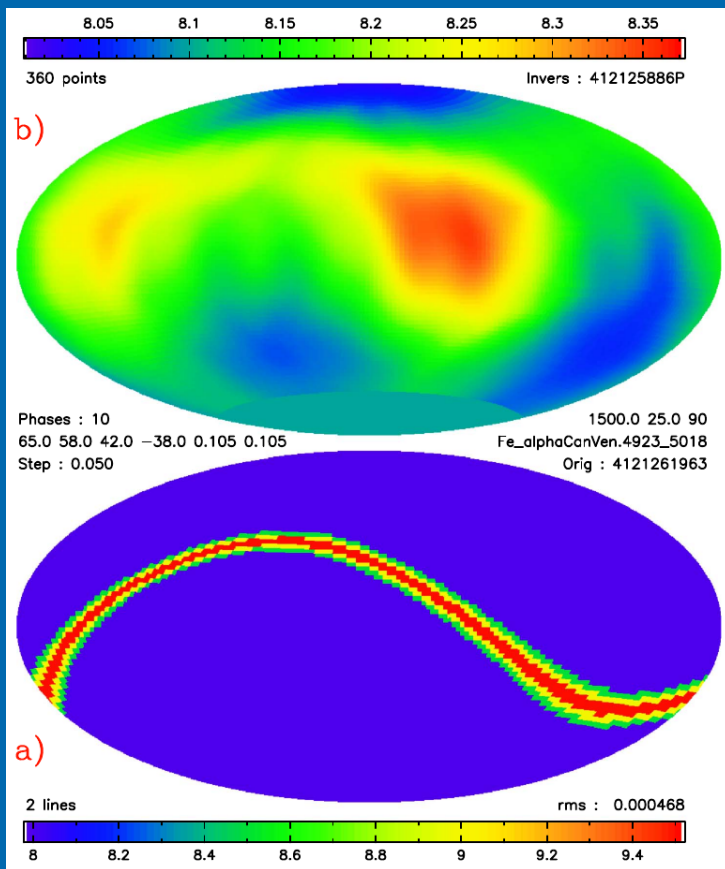 8.05 8.1 8.15 8.2 8.25 8.3 8.35
360 points Invers : 412125886P
b)
Phases : 10 1500.0 25.0 90
65.0 58.0 42.0 −38.0 0.105 0.105 Fe_alphaCanVen.4923_5018
Step : 0.050 Orig : 4121261963
a)
2 lines rms : 0.000468
8 8.2 8.4 8.6 8.8 9 9.2 9.4